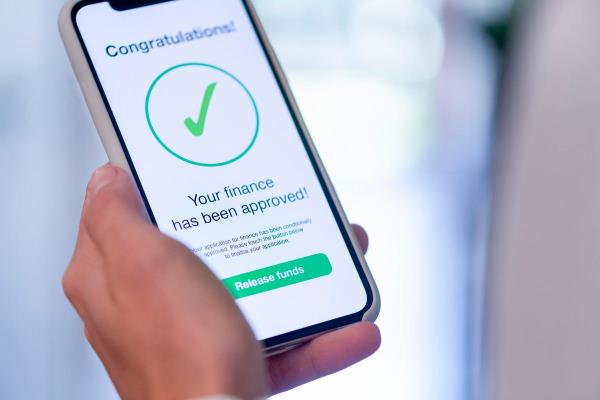 Congratulations!
Your finance
has been approved!
our application for finance has been conditionally
approved. Please touch the button below
to finalise your application.
Release funds